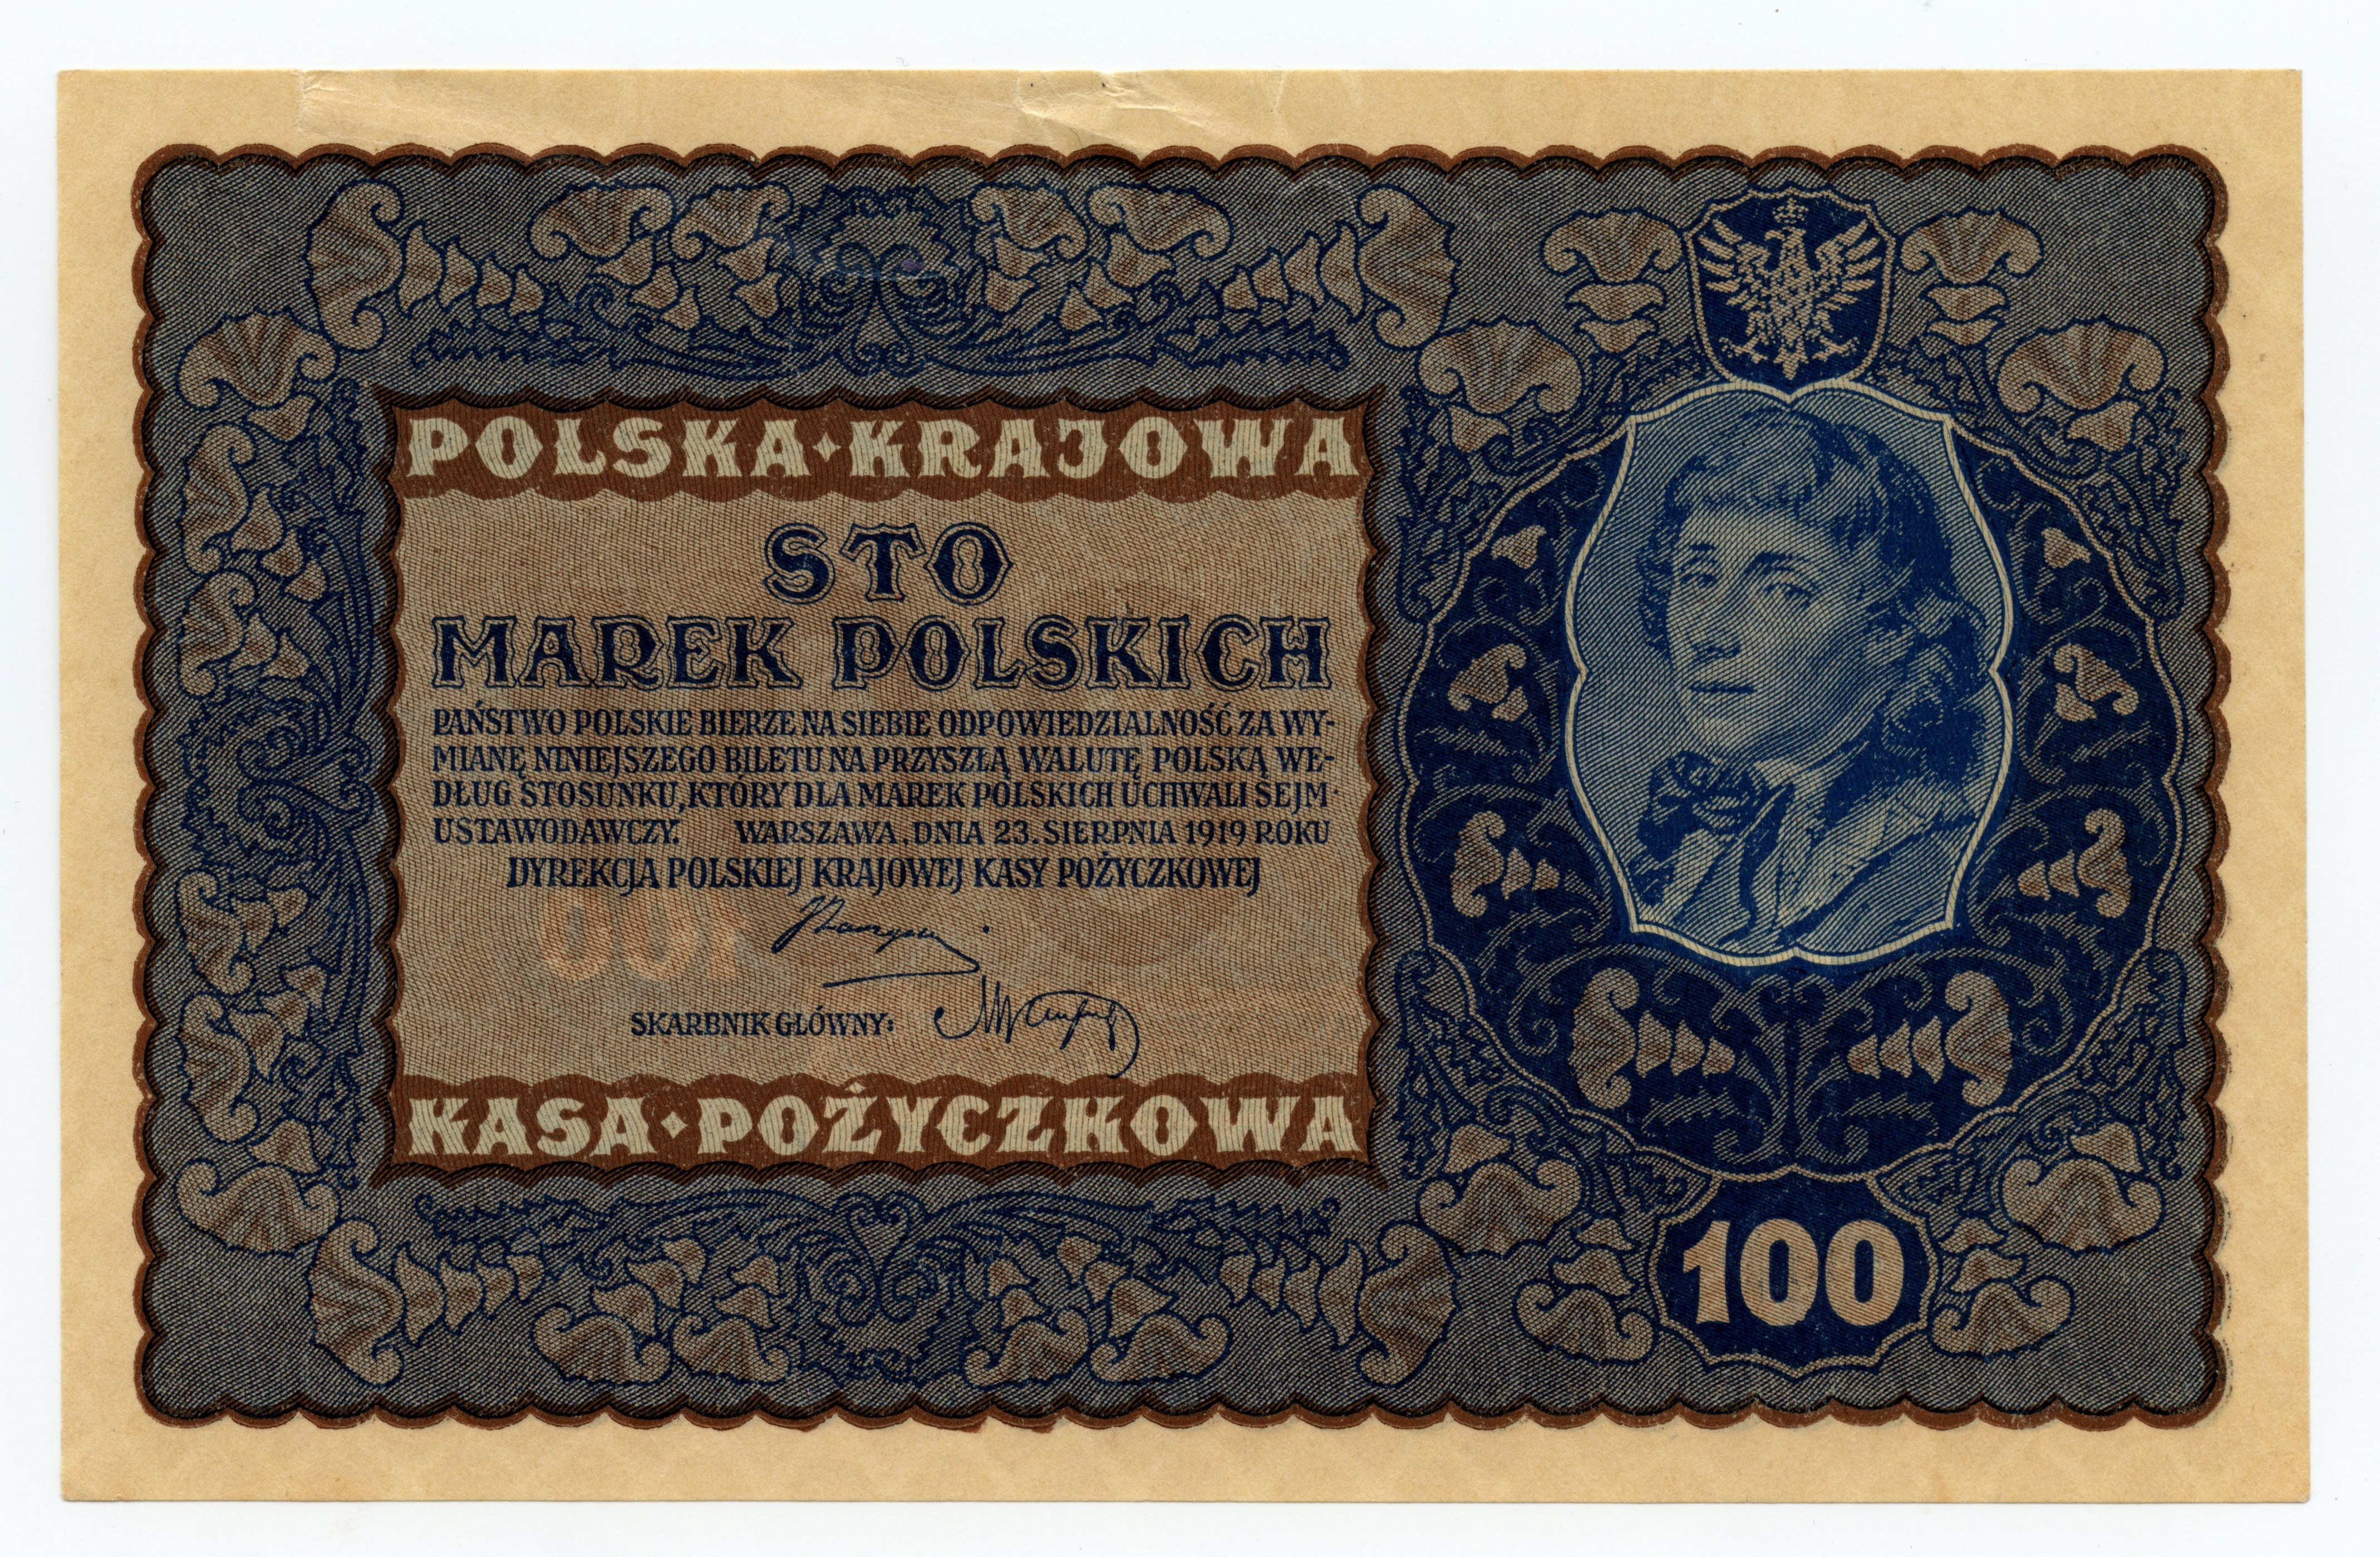 POLSKA·KRAJOWA
STO
MAREK POLSKICH
PAŃSTWO POLSKIE BIERZE NA SIEBIE ODPOWIEDZIALNOŚĆ ZA WY-
MIANĘ NINIEJSZEGO BILETU NA PRZYSZŁĄ WALUTĘ POLSKĄ WE-
DŁUG STOSUNKU, KTÓRY DLA MAREK POLSKICH UCHWALI SEJM·
USTAWODAWCZY. WARSZAWA, DNIA 23. SIERPNIA 1919 ROKU
DYREKCJA POLSKIEJ KRAJOWEJ KASY POŻYCZKOWEJ
SKARBNIK GŁÓWNY:
KASA·POŻYCZKOWA
100